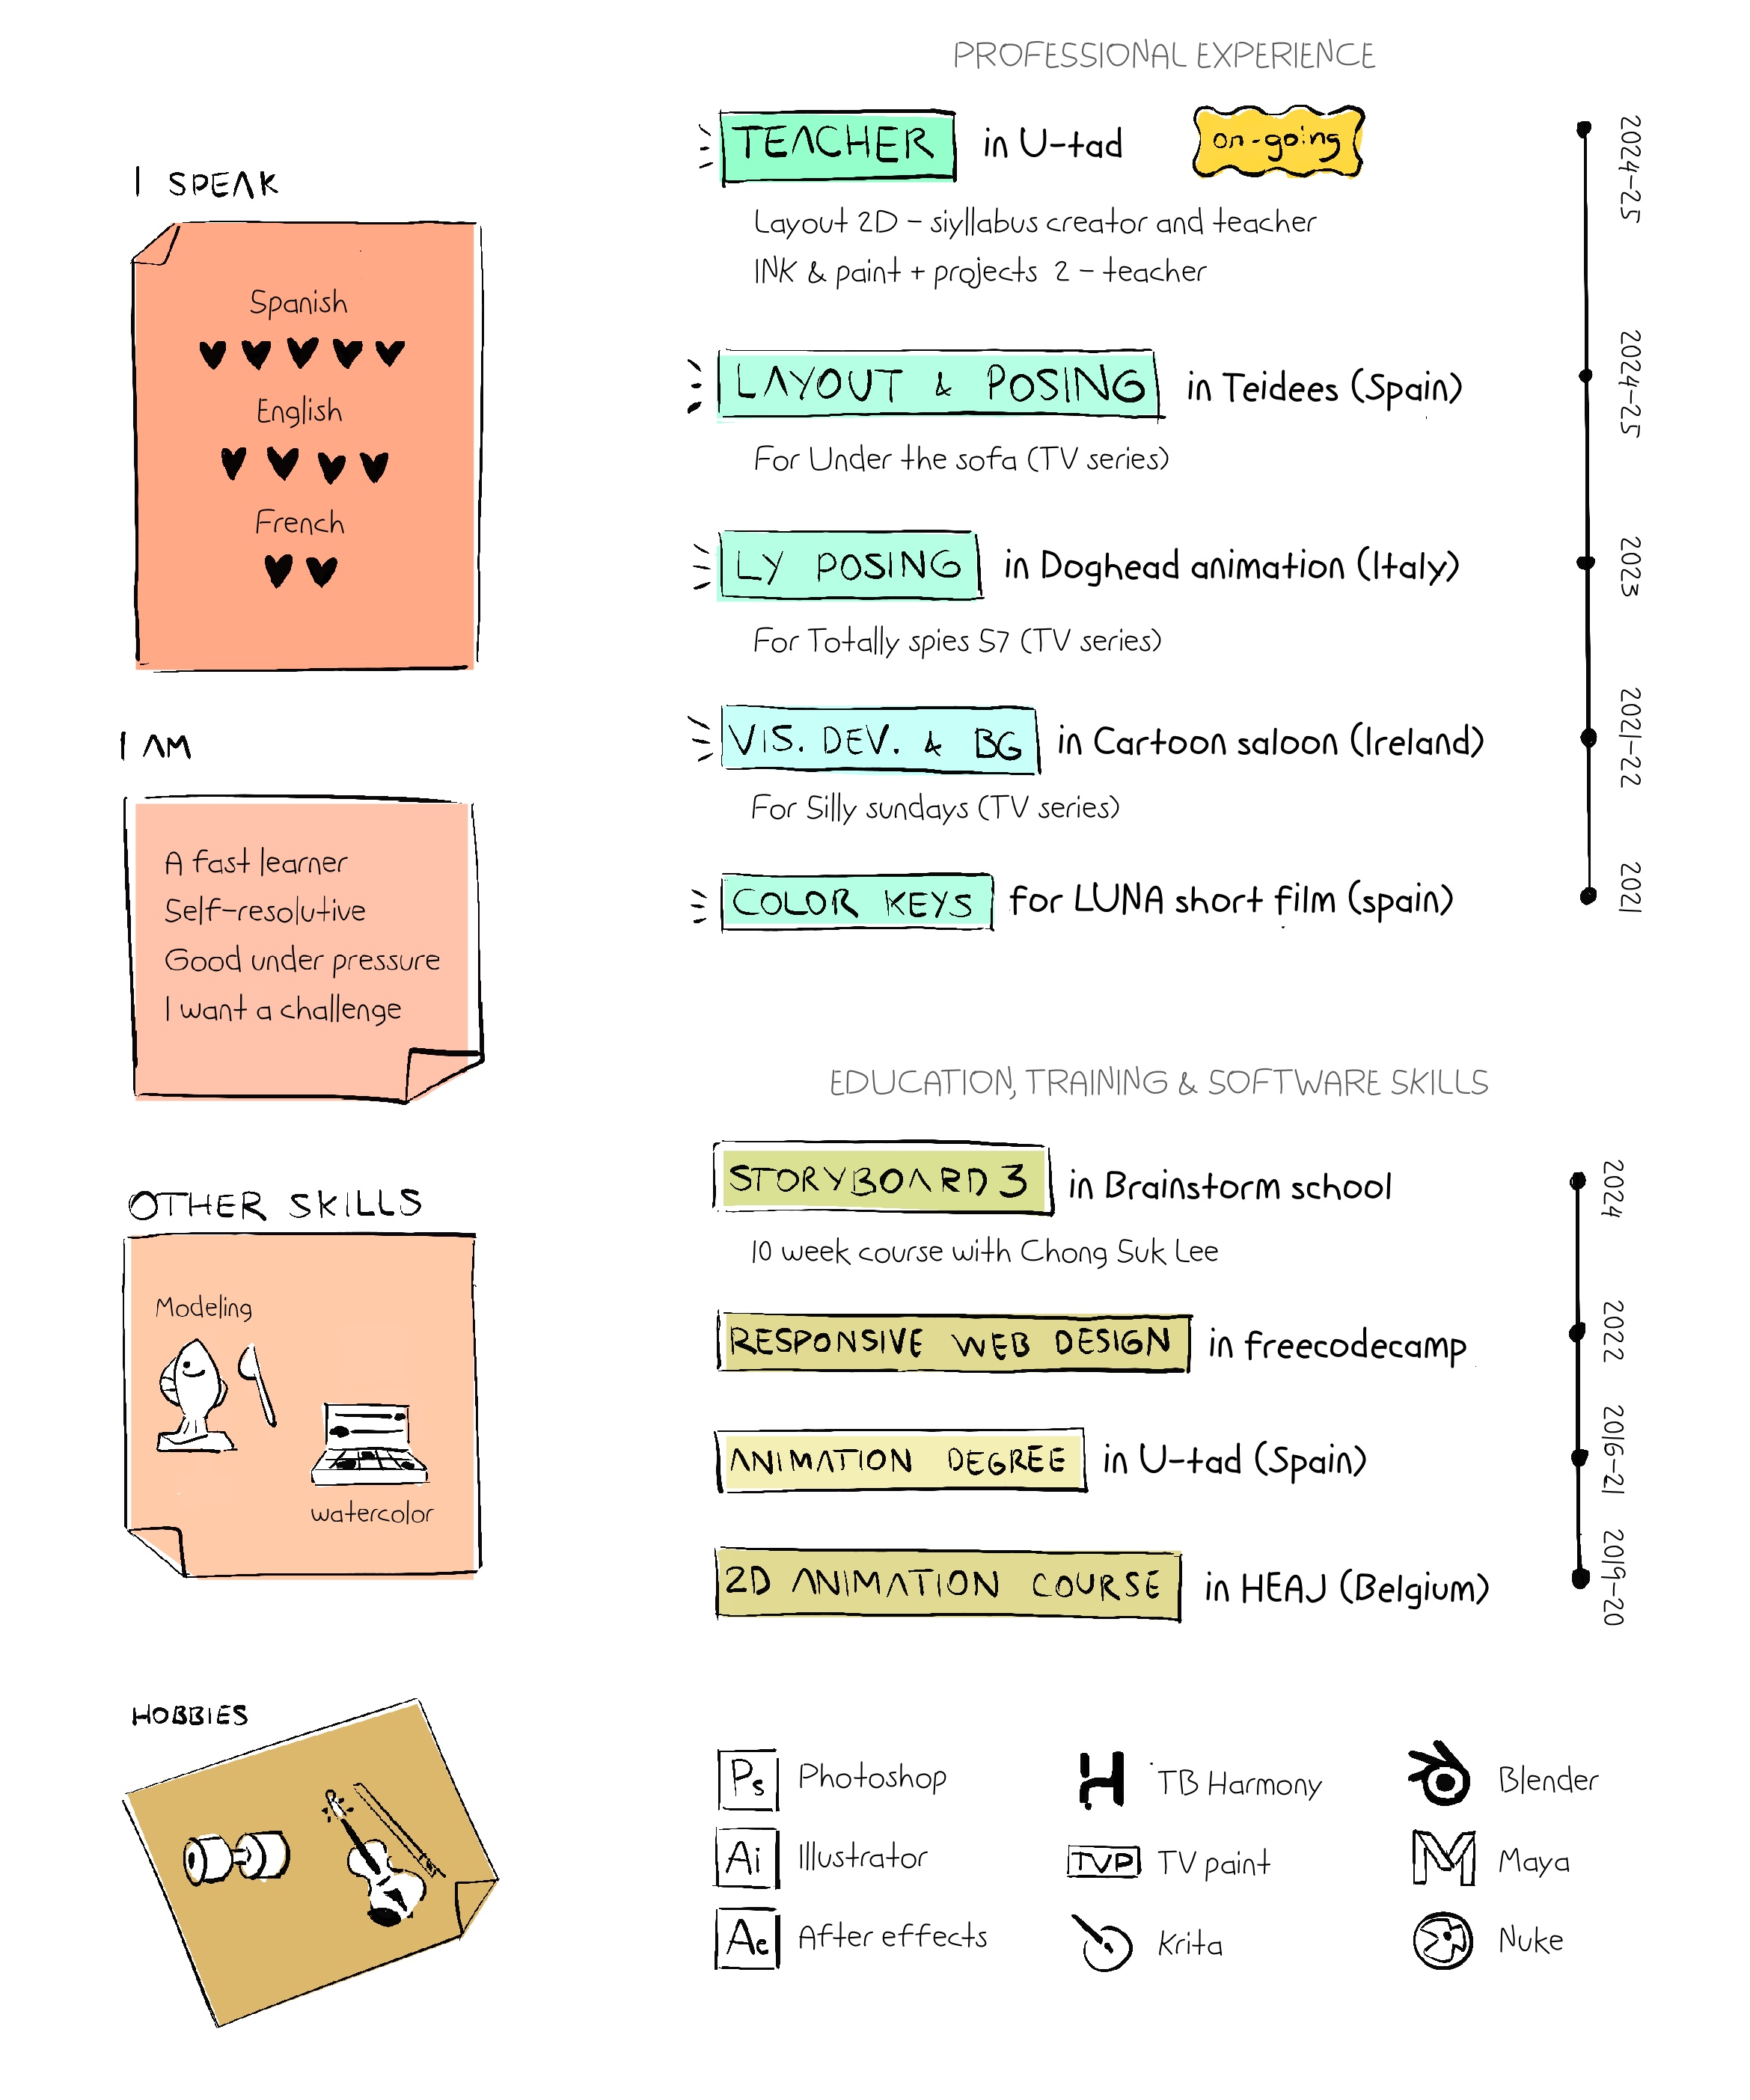 I SPEAK
Spanish
English
French
I AM
A fast learner
Self-resolutive
Good under pressure
I want a challenge
OTHER SKILLS
Modeling
watercolor
HOBBIES
PROFESSIONAL EXPERIENCE
TEACHER in U-tad on-going 2024-25
Layout 2D - siyllabus creator and teacher
INK & paint + projects 2 - teacher
LAYOUT & POSING in Teidees (Spain) 2024-25
For Under the sofa (TV series)
LY POSING in Doghead animation (Italy) 2023
For Totally spies S7 (TV series)
VIS. DEV. & BG in Cartoon saloon (Ireland) 2021-22
For Silly sundays (TV series)
COLOR KEYS for LUNA short film (spain) 2021
EDUCATION, TRAINING & SOFTWARE SKILLS
STORYBOARD 3 in Brainstorm school 2024
10 week course with Chong Suk Lee
RESPONSIVE WEB DESIGN in freecodecamp 2022
ANIMATION DEGREE in U-tad (Spain) 2016-21
2D ANIMATION COURSE in HEAJ (Belgium) 2019-20
Ps Photoshop H TB Harmony Blender
Ai Illustrator TVP TV paint M Maya
Ae After effects Krita Nuke